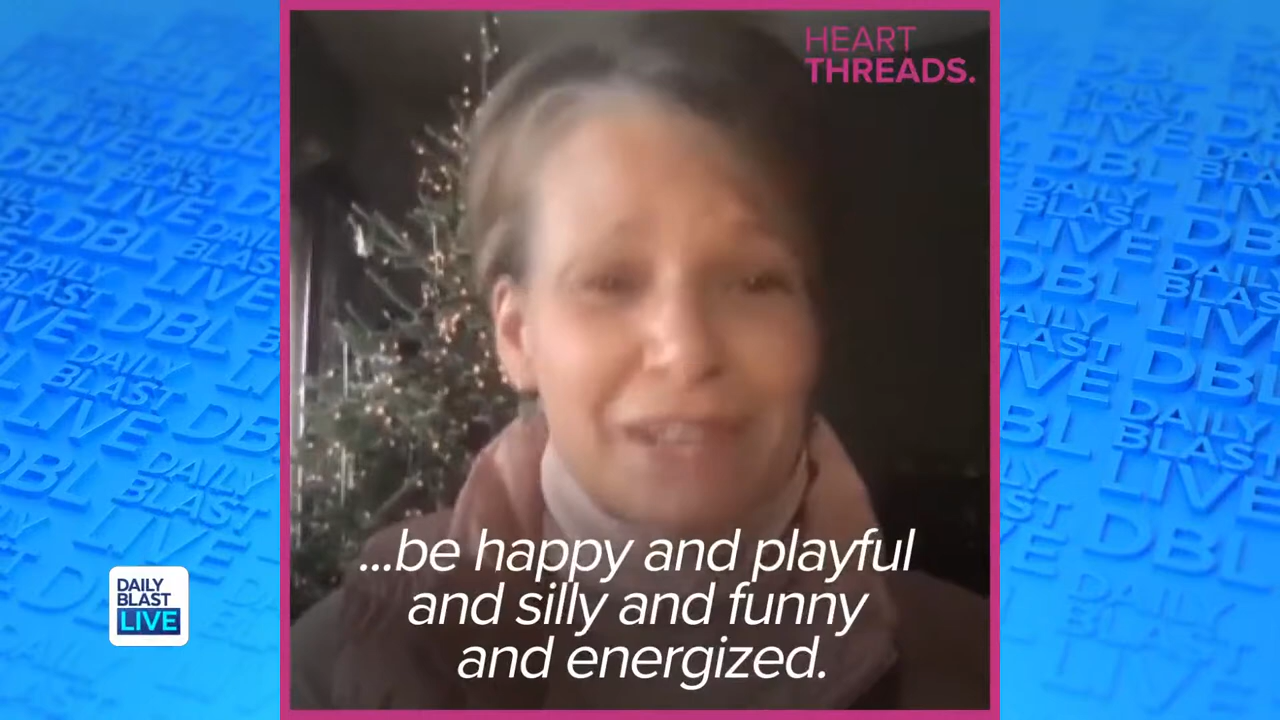 HEART
THREADS.
...be happy and playful
and silly and funny
and energized.
DAILY
BLAST
LIVE